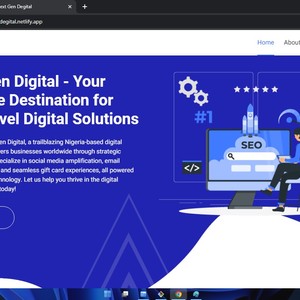 ext Gen Degital
degital.netlify.app
Home About
en Digital - Your
e Destination for
vel Digital Solutions
en Digital, a trailblazing Nigeria-based digital
ers businesses worldwide through strategic
ecialize in social media amplification, email
and seamless gift card experiences, all powered
hnology. Let us help you thrive in the digital
today!
#1
SEO
</>